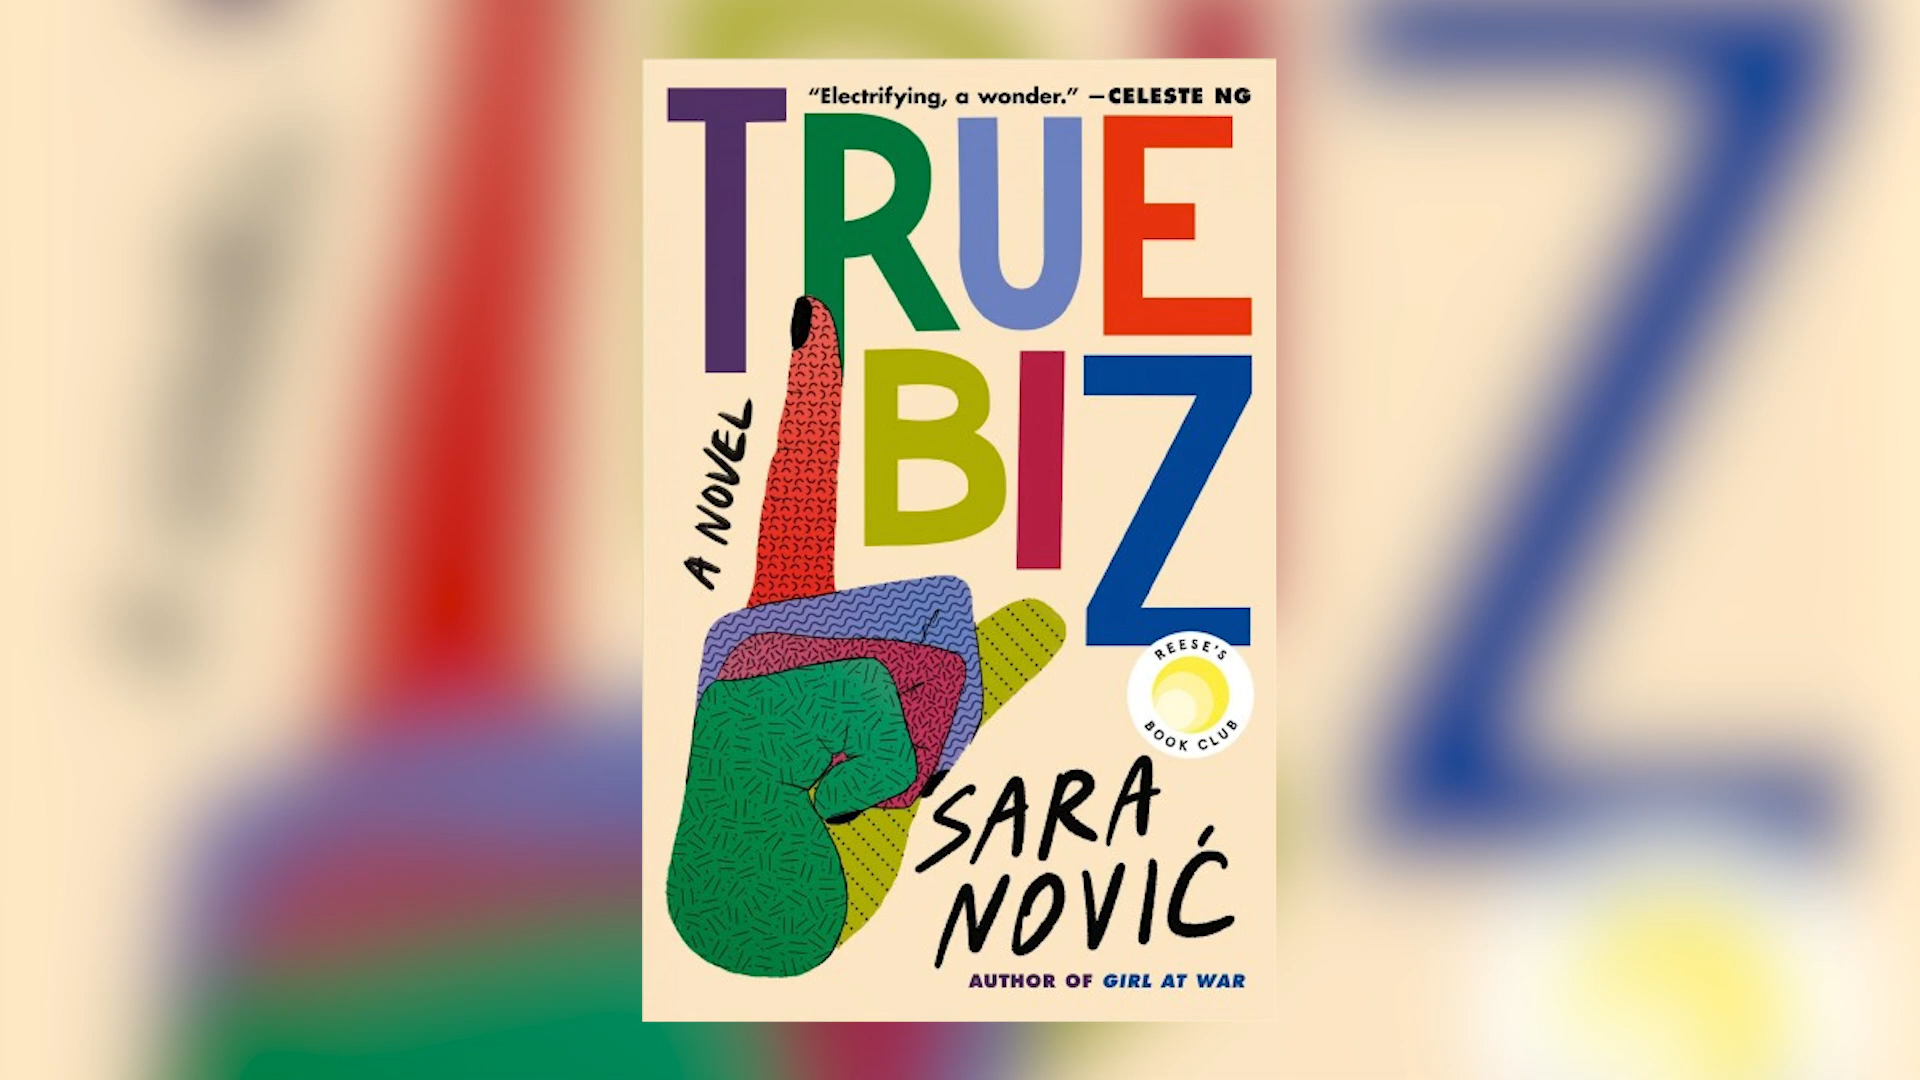 “Electrifying, a wonder.” —CELESTE NG
TRUE
BIZ
A NOVEL
REESE'S
BOOK CLUB
SARA
NOVIĆ
AUTHOR OF GIRL AT WAR